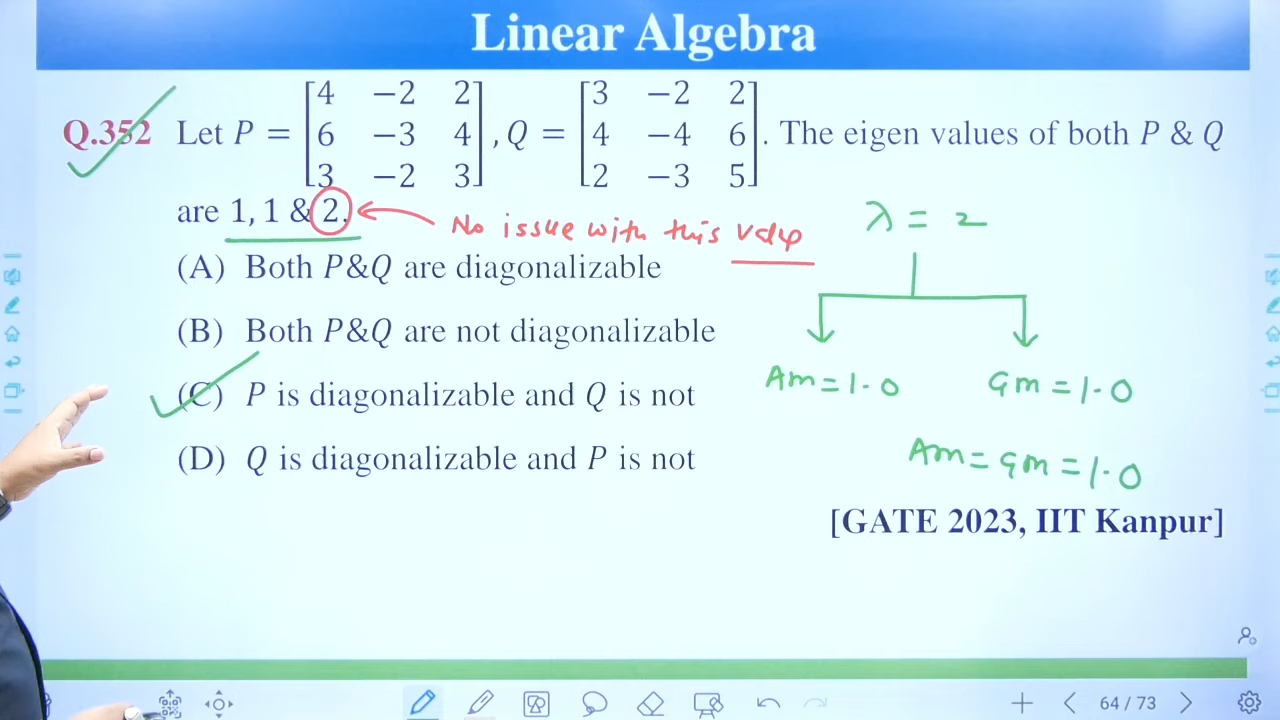 Linear Algebra
Q.352 Let P = [4 −2 2; 6 −3 4; 3 −2 3], Q = [3 −2 2; 4 −4 6; 2 −3 5]. The eigen values of both P & Q
are 1, 1 & 2.
No issue with this
λ = 2
(A) Both P&Q are diagonalizable
(B) Both P&Q are not diagonalizable
Am = 1.0
Gm = 1.0
(C) P is diagonalizable and Q is not
(D) Q is diagonalizable and P is not
Am = Gm = 1.0
[GATE 2023, IIT Kanpur]
64 / 73